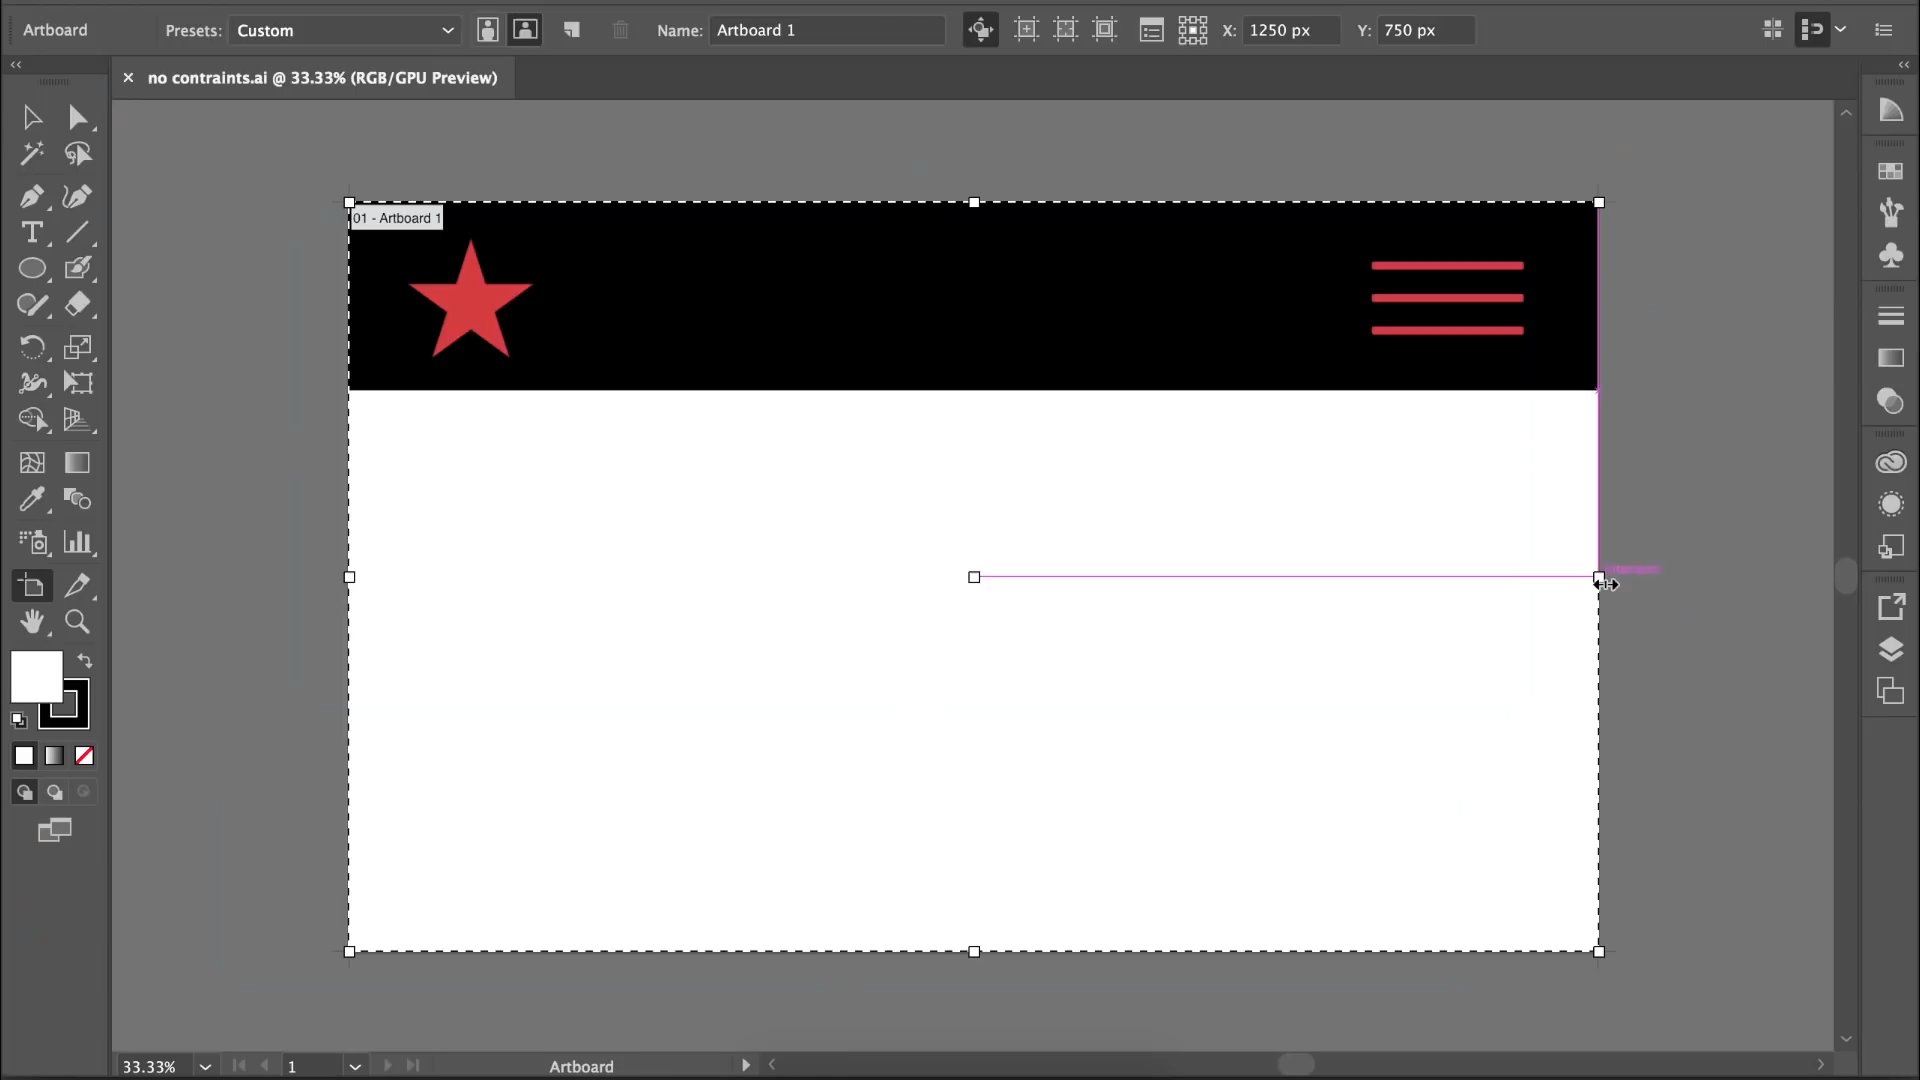 Artboard
Presets:
Custom
Name:
Artboard 1
X:
1250 px
Y:
750 px
no contraints.ai @ 33.33% (RGB/GPU Preview)
01 - Artboard 1
33.33%
1
Artboard